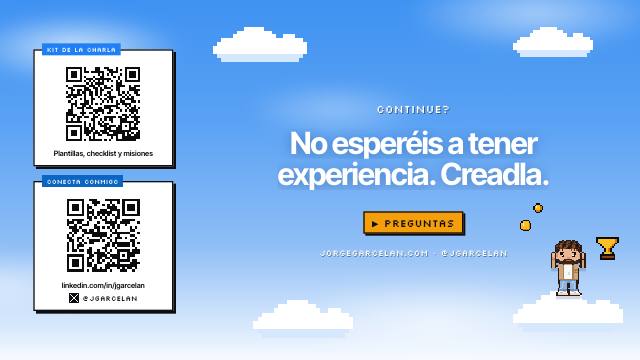 KIT DE LA CHARLA
Plantillas, checklist y misiones
CONECTA CONMIGO
linkedin.com/in/jgarcelan
@JGARCELAN
CONTINUE?
No esperéis a tener
experiencia. Creadla.
▶ PREGUNTAS
JORGEGARCELAN.COM · @JGARCELAN